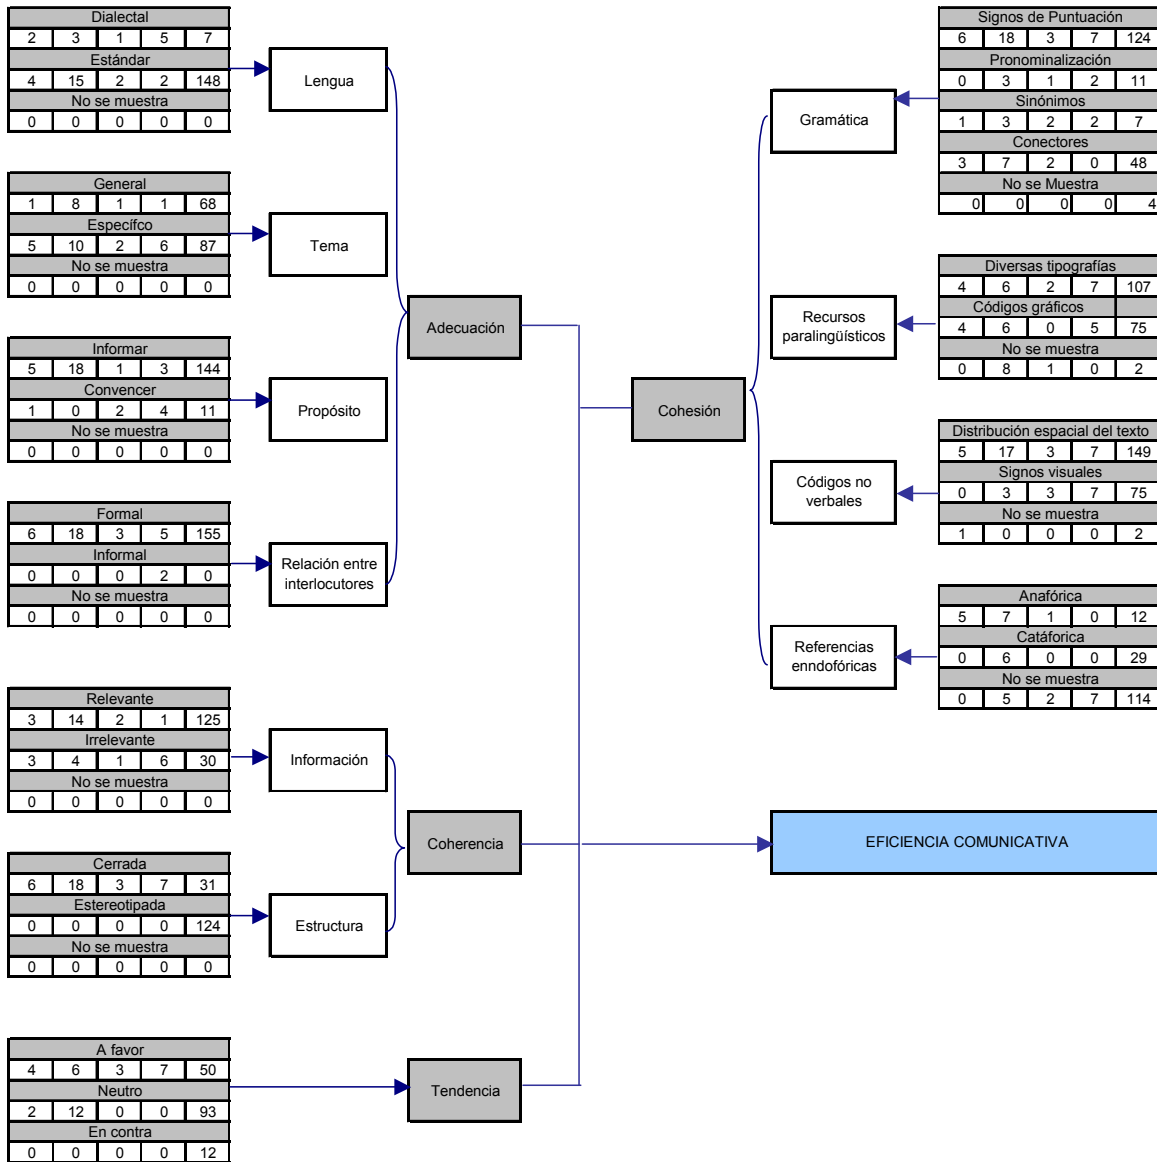 Dialectal
2 3 1 5 7
Estándar
4 15 2 2 148
No se muestra
0 0 0 0 0
Lengua
General
1 8 1 1 68
Específco
5 10 2 6 87
No se muestra
0 0 0 0 0
Tema
Informar
5 18 1 3 144
Convencer
1 0 2 4 11
No se muestra
0 0 0 0 0
Propósito
Formal
6 18 3 5 155
Informal
0 0 0 2 0
No se muestra
0 0 0 0 0
Relación entre
interlocutores
Adecuación
Relevante
3 14 2 1 125
Irrelevante
3 4 1 6 30
No se muestra
0 0 0 0 0
Información
Cerrada
6 18 3 7 31
Estereotipada
0 0 0 0 124
No se muestra
0 0 0 0 0
Estructura
Coherencia
A favor
4 6 3 7 50
Neutro
2 12 0 0 93
En contra
0 0 0 0 12
Tendencia
Cohesión
Gramática
Signos de Puntuación
6 18 3 7 124
Pronominalización
0 3 1 2 11
Sinónimos
1 3 2 2 7
Conectores
3 7 2 0 48
No se Muestra
0 0 0 0 4
Recursos
paralingüísticos
Diversas tipografías
4 6 2 7 107
Códigos gráficos
4 6 0 5 75
No se muestra
0 8 1 0 2
Códigos no
verbales
Distribución espacial del texto
5 17 3 7 149
Signos visuales
0 3 3 7 75
No se muestra
1 0 0 0 2
Referencias
enndofóricas
Anafórica
5 7 1 0 12
Catáforica
0 6 0 0 29
No se muestra
0 5 2 7 114
EFICIENCIA COMUNICATIVA